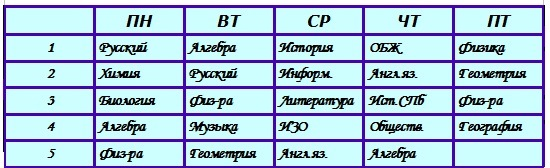 ПН ВТ СР ЧТ ПТ
1 Русский Алгебра История ОБЖ Физика
2 Химия Русский Информ. Англ.яз. Геометрия
3 Биология Физ-ра Литература Ист.СПб Физ-ра
4 Алгебра Музыка ИЗО Обществ. География
5 Физ-ра Геометрия Англ.яз. Алгебра